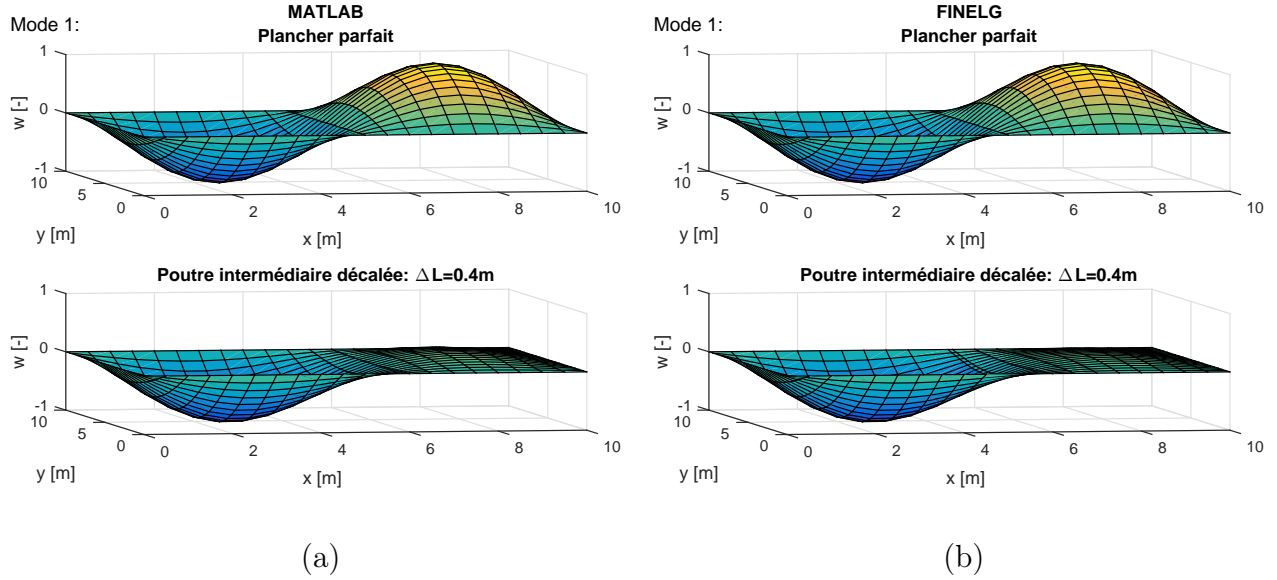 MATLAB
Mode 1:
Plancher parfait
1
0
-1
w [-]
10
5
0
y [m]
0
2
4
6
8
10
x [m]
Poutre intermédiaire décalée: Δ L=0.4m
1
0
-1
w [-]
10
5
0
y [m]
0
2
4
6
8
10
x [m]
(a)
FINELG
Mode 1:
Plancher parfait
1
0
-1
w [-]
10
5
0
y [m]
0
2
4
6
8
10
x [m]
Poutre intermédiaire décalée: Δ L=0.4m
1
0
-1
w [-]
10
5
0
y [m]
0
2
4
6
8
10
x [m]
(b)